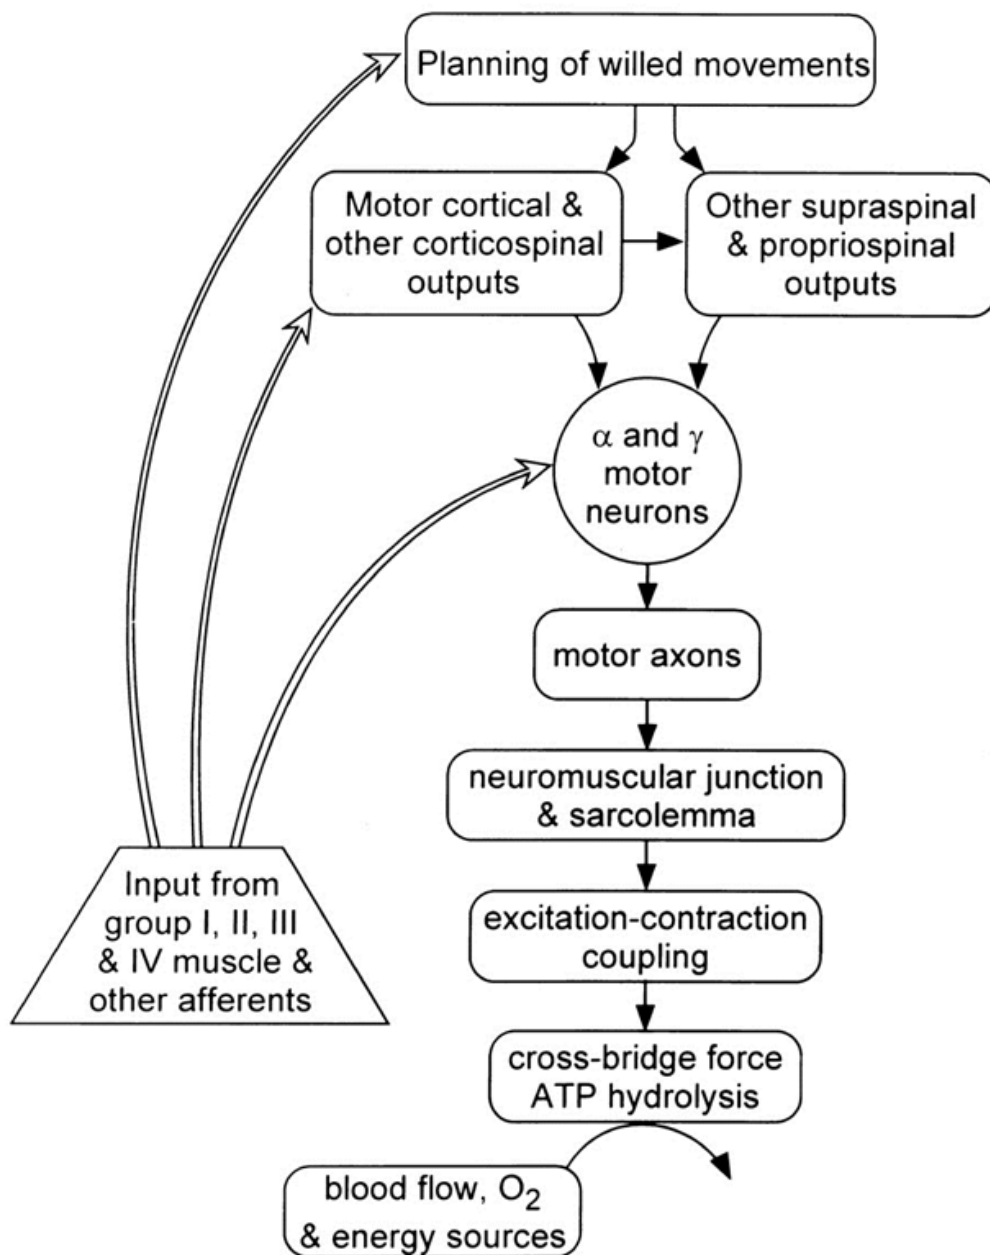 Planning of willed movements
Motor cortical &
other corticospinal
outputs
Other supraspinal
& propriospinal
outputs
α and γ
motor
neurons
motor axons
neuromuscular junction
& sarcolemma
Input from
group I, II, III
& IV muscle &
other afferents
excitation-contraction
coupling
cross-bridge force
ATP hydrolysis
blood flow, O₂
& energy sources